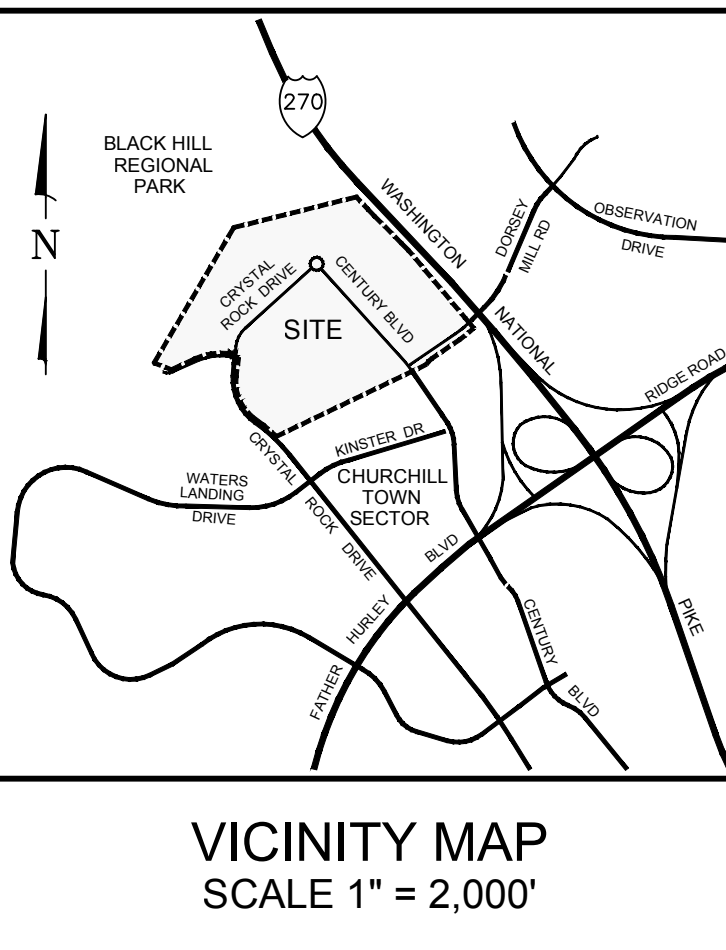 270
BLACK HILL
REGIONAL
PARK
WASHINGTON
NATIONAL
PIKE
DORSEY
MILL RD
OBSERVATION
DRIVE
N
CRYSTAL
ROCK DRIVE
CENTURY BLVD
SITE
RIDGE ROAD
KINSTER DR
CRYSTAL
ROCK
DRIVE
WATERS
LANDING
DRIVE
CHURCHILL
TOWN
SECTOR
FATHER
HURLEY
BLVD
CENTURY
BLVD
VICINITY MAP
SCALE 1" = 2,000'